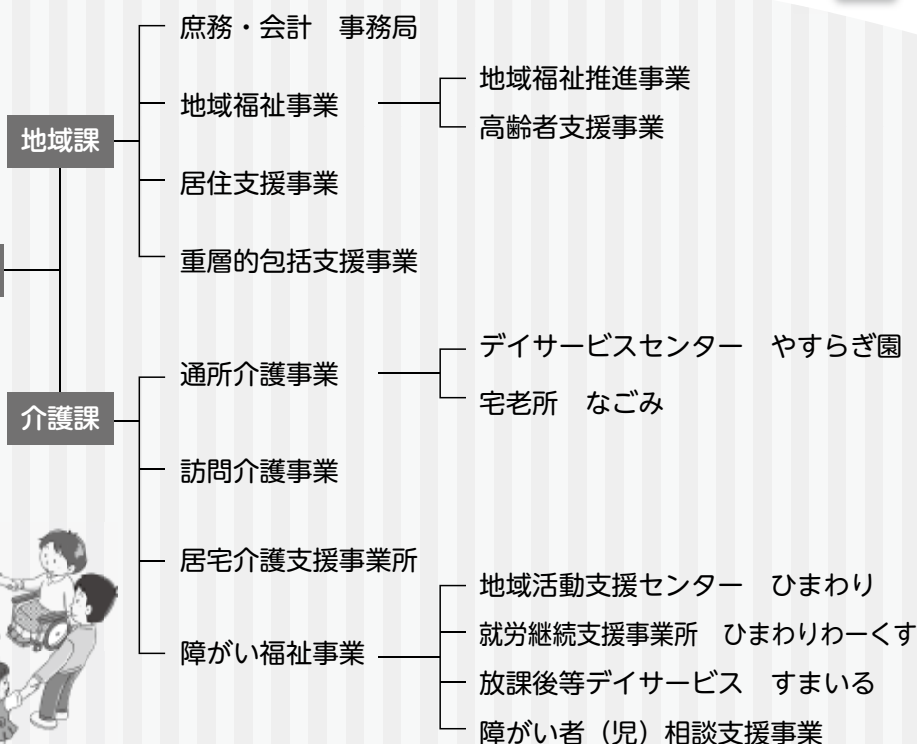 庶務・会計　事務局
地域福祉事業
地域福祉推進事業
高齢者支援事業
地域課
居住支援事業
重層的包括支援事業
デイサービスセンター　やすらぎ園
通所介護事業
宅老所　なごみ
介護課
訪問介護事業
居宅介護支援事業所
地域活動支援センター　ひまわり
就労継続支援事業所　ひまわりわーくす
障がい福祉事業
放課後等デイサービス　すまいる
障がい者（児）相談支援事業